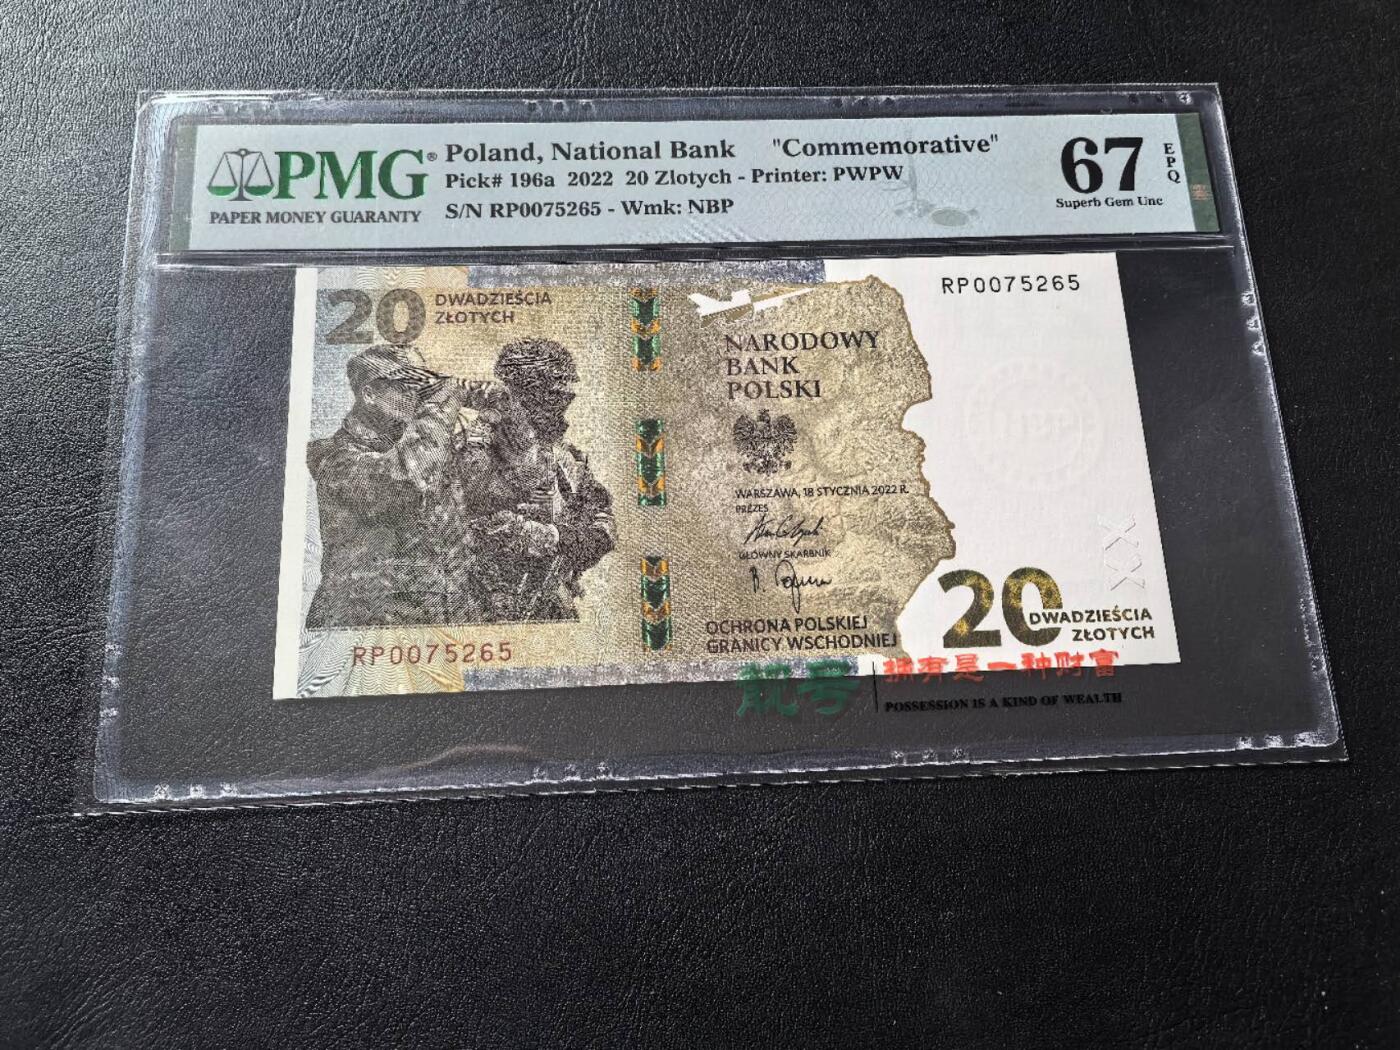 PMG®
PAPER MONEY GUARANTY
Poland, National Bank "Commemorative"
Pick# 196a 2022 20 Zlotych - Printer: PWPW
S/N RP0075265 - Wmk: NBP
67
EPQ
Superb Gem Unc
20 DWADZIEŚCIA
ZŁOTYCH
RP0075265
NARODOWY
BANK
POLSKI
WARSZAWA, 18 STYCZNIA 2022 R.
PREZES
GŁÓWNY SKARBNIK
OCHRONA POLSKIEJ
GRANICY WSCHODNIEJ
20 DWADZIEŚCIA
ZŁOTYCH
XX
RP0075265
靓号
拥有是一种财富
POSSESSION IS A KIND OF WEALTH